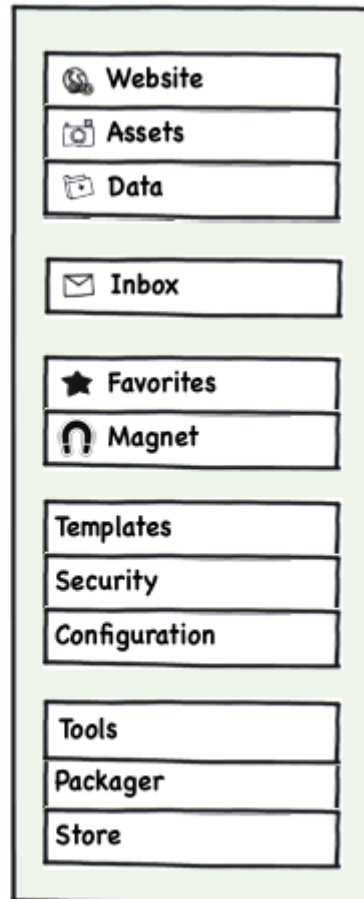 Website
Assets
Data
Inbox
Favorites
Magnet
Templates
Security
Configuration
Tools
Packager
Store